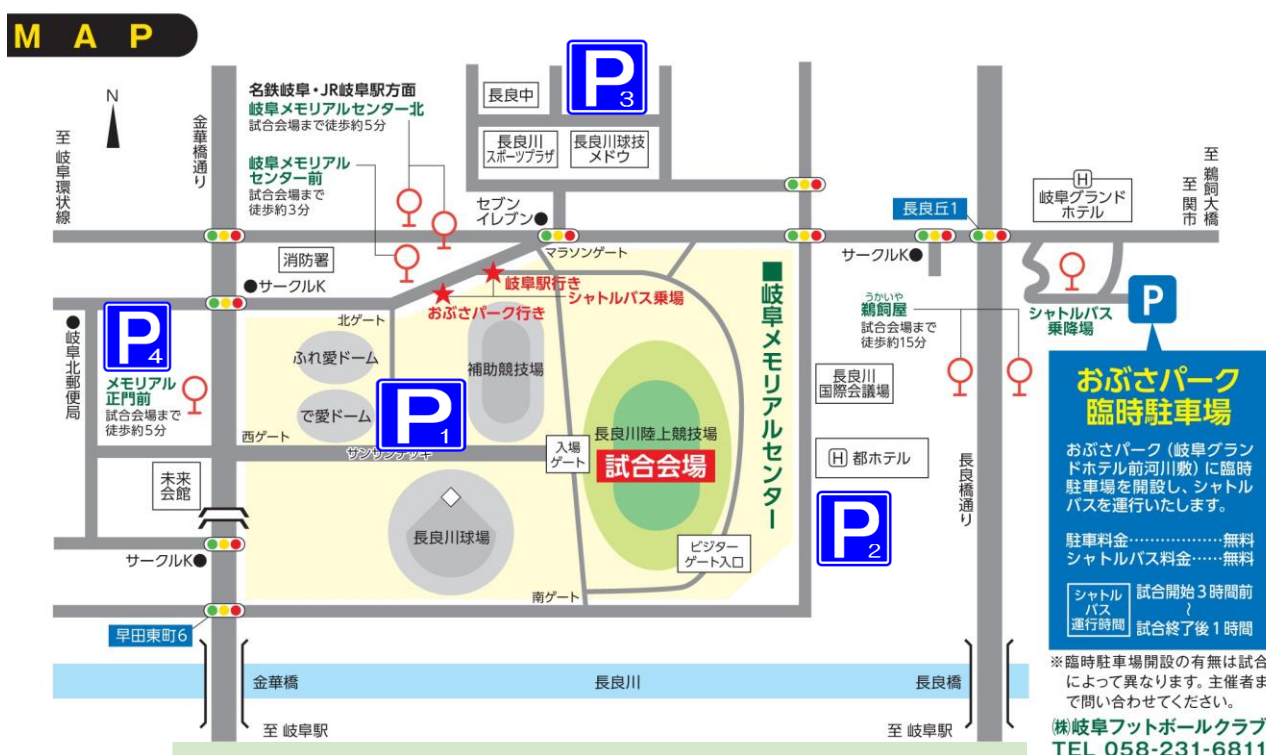 MAP
N
至 岐阜環状線
金華橋通り
名鉄岐阜・JR岐阜駅方面
岐阜メモリアルセンター北
試合会場まで徒歩約5分
岐阜メモリアル
センター前
試合会場まで
徒歩約3分
長良中
P3
長良川
スポーツプラザ
長良川球技
メドウ
セブン
イレブン
長良丘1
H
岐阜グランド
ホテル
至 鵜飼大橋
至 関市
消防署
サークルK
マラソンゲート
サークルK
岐阜駅行き
シャトルバス乗場
おぶさパーク行き
うかいや
鵜飼屋
試合会場まで
徒歩約15分
シャトルバス
乗降場
P
岐阜北郵便局
P4
メモリアル
正門前
試合会場まで
徒歩約5分
北ゲート
ふれ愛ドーム
で愛ドーム
補助競技場
P1
西ゲート
サンサンデッキ
入場
ゲート
長良川陸上競技場
試合会場
■岐阜メモリアルセンター
長良川
国際会議場
H 都ホテル
P2
長良橋通り
未来
会館
長良川球場
ビジター
ゲート入口
サークルK
南ゲート
早田東町6
おぶさパーク
臨時駐車場
おぶさパーク（岐阜グラン
ドホテル前河川敷）に臨時
駐車場を開設し、シャトル
バスを運行いたします。
駐車料金………………無料
シャトルバス料金……無料
シャトル
バス
運行時間
試合開始3時間前
〜
試合終了後1時間
※臨時駐車場開設の有無は試合
によって異なります。主催者ま
で問い合わせてください。
㈱岐阜フットボールクラブ
TEL 058-231-6811
金華橋
長良川
長良橋
至 岐阜駅
至 岐阜駅